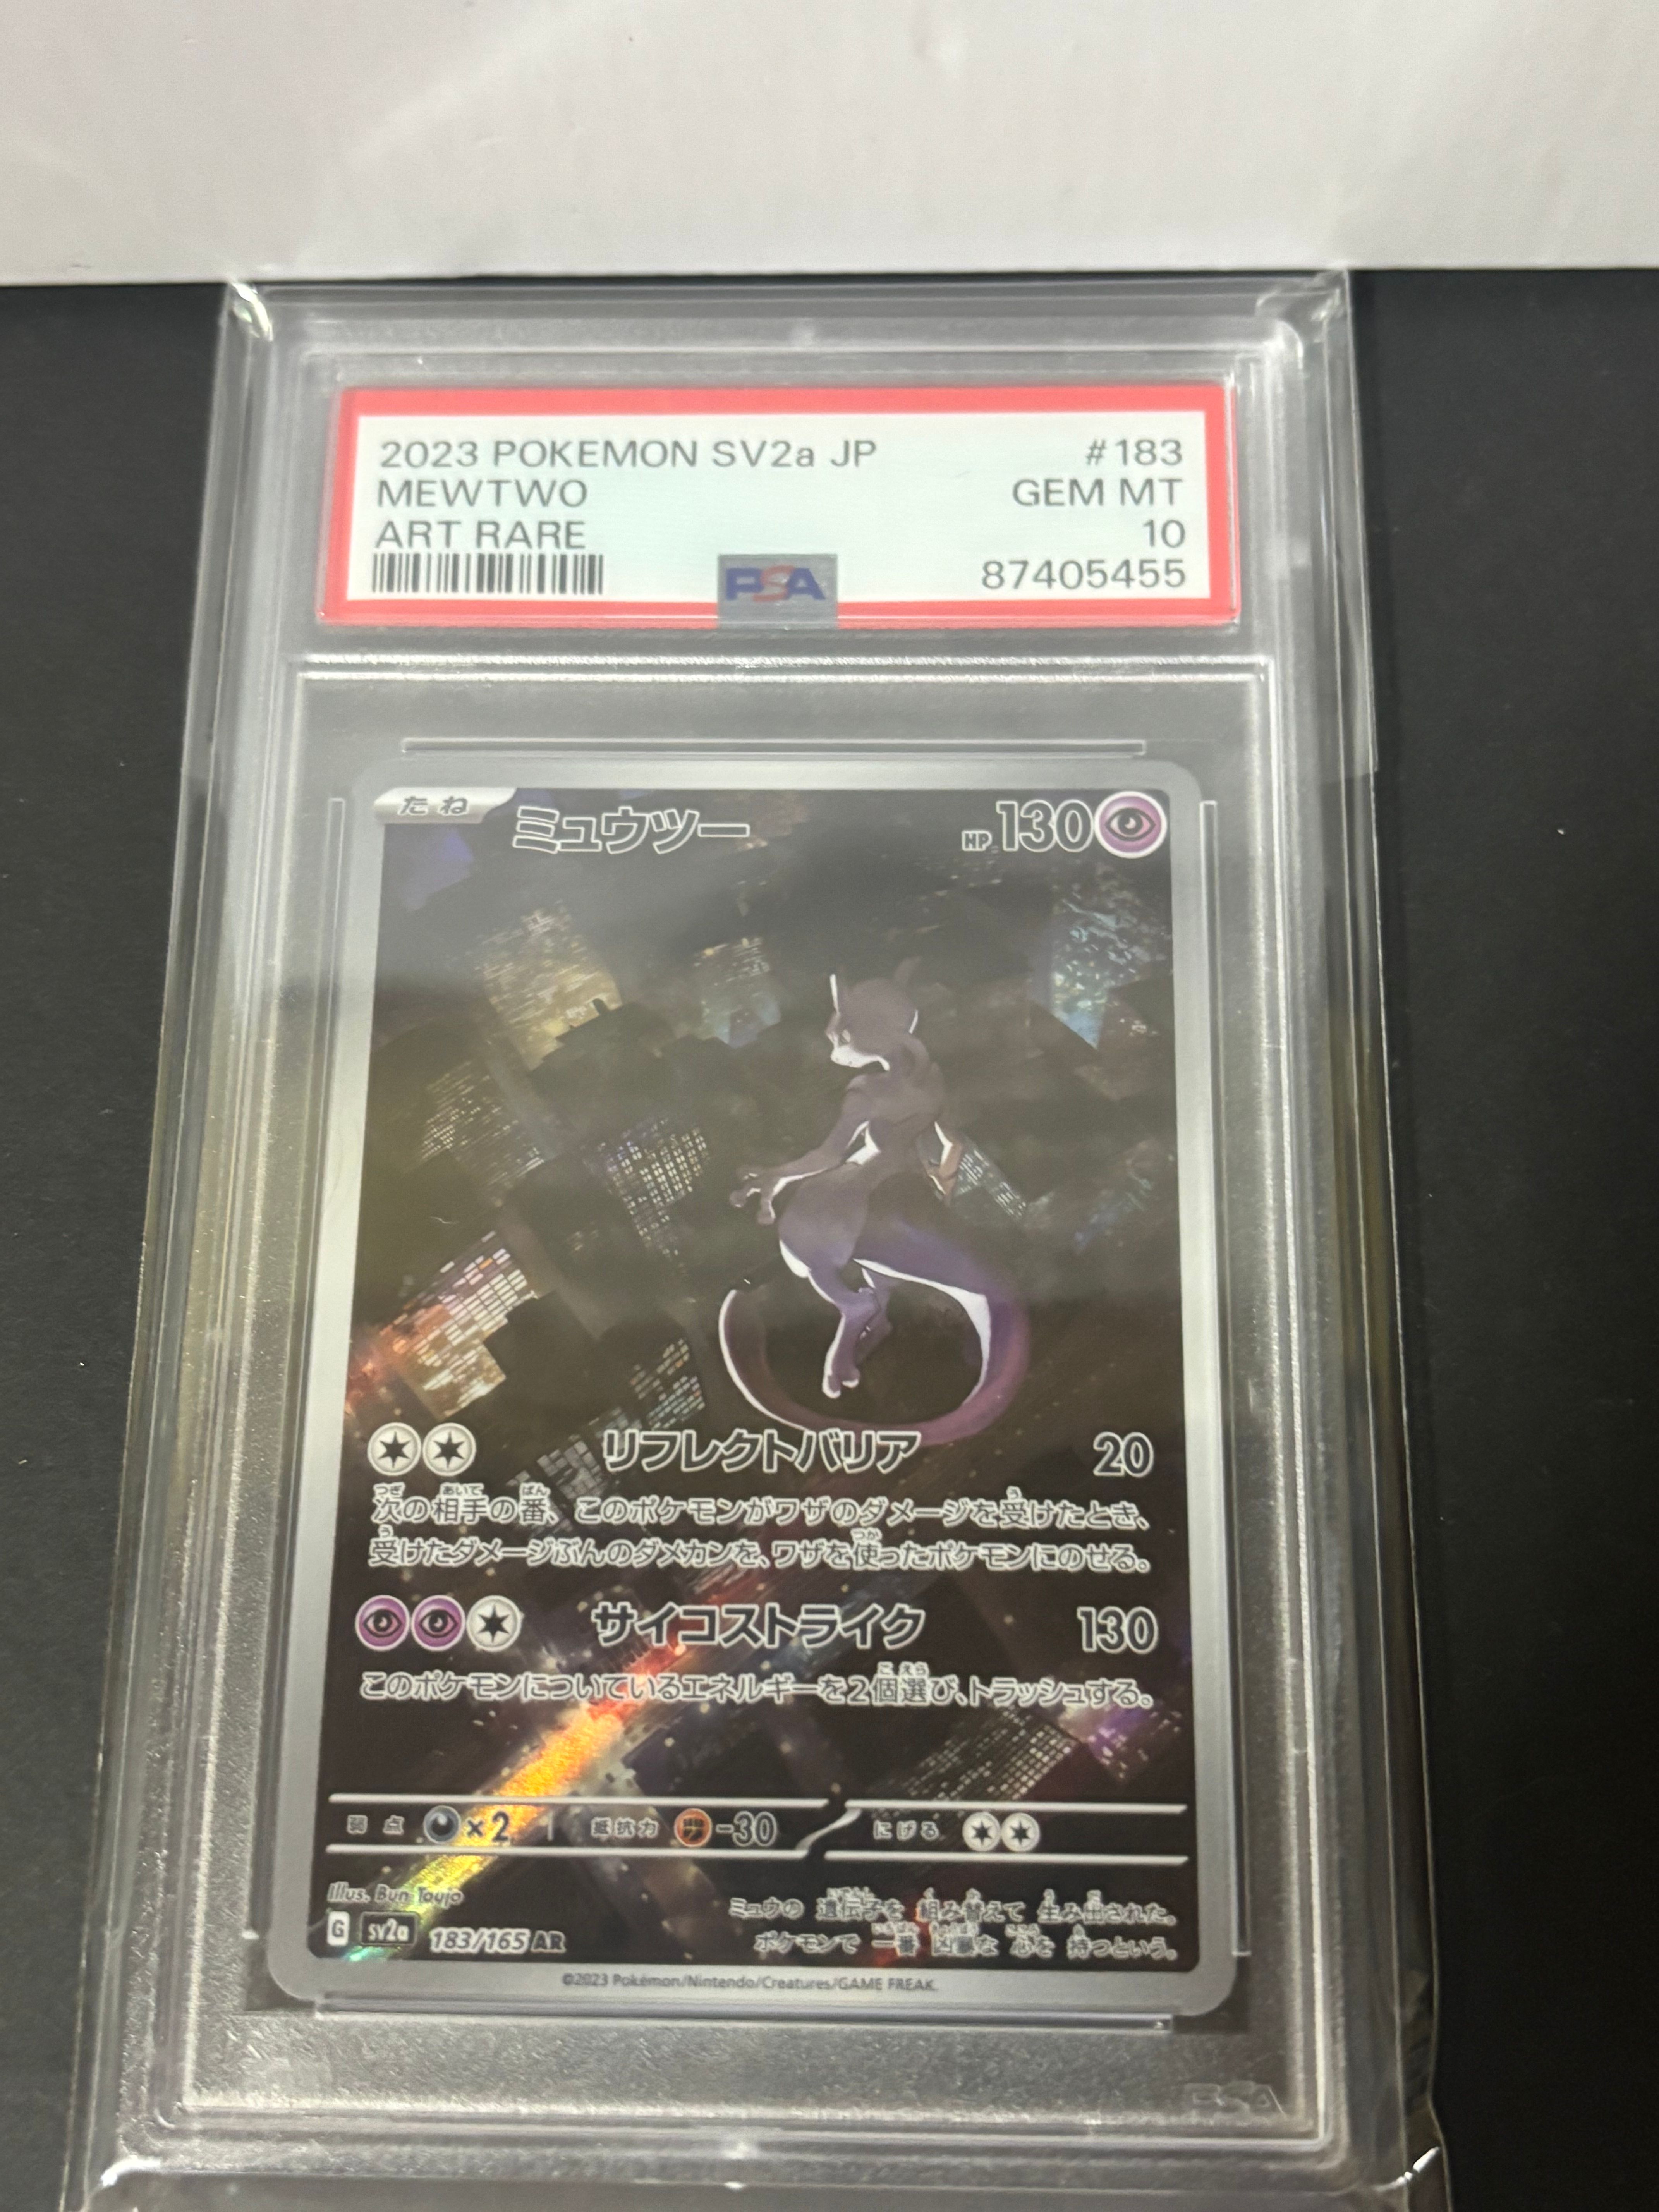 2023 POKEMON SV2a JP #183
MEWTWO GEM MT
ART RARE 10
PSA 87405455
たね ミュウツー HP 130
リフレクトバリア 20
次の相手の番、このポケモンがワザのダメージを受けたとき、
受けたダメージぶんのダメカンを、ワザを使ったポケモンにのせる。
サイコストライク 130
このポケモンについているエネルギーを2個選び、トラッシュする。
弱点 ×2 抵抗力 -30 にげる
Illus. Bun Toujo
ミュウの 遺伝子を 組み替えて 生み出された。
G sv2a 183/165 AR ポケモンで 一番 凶暴な 心を 持つという。
©2023 Pokémon/Nintendo/Creatures/GAME FREAK.
PSA